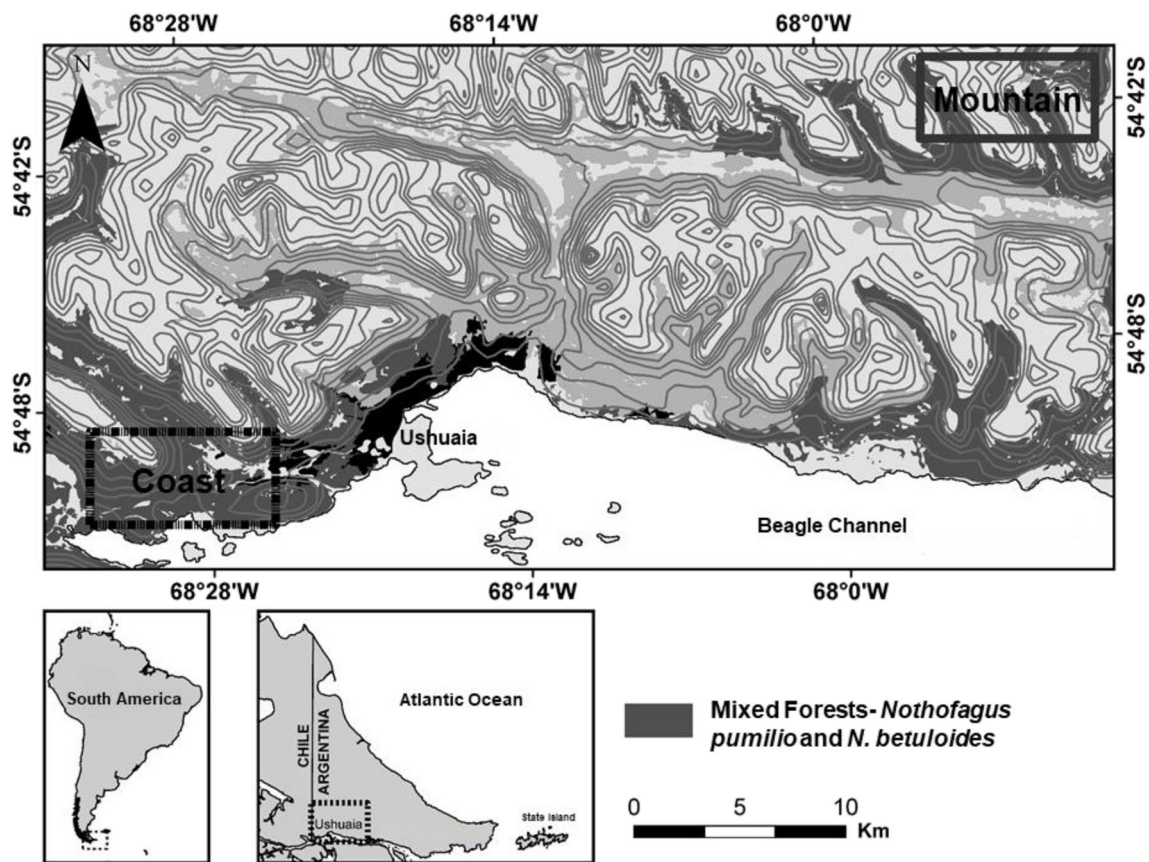 68°28'W 68°14'W 68°0'W
N
Mountain
54°42'S
54°42'S
54°48'S
54°48'S
Ushuaia
Coast
Beagle Channel
68°28'W 68°14'W 68°0'W
South America
Atlantic Ocean
CHILE
ARGENTINA
Ushuaia
State Island
Mixed Forests- Nothofagus
pumilio and N. betuloides
0 5 10
Km